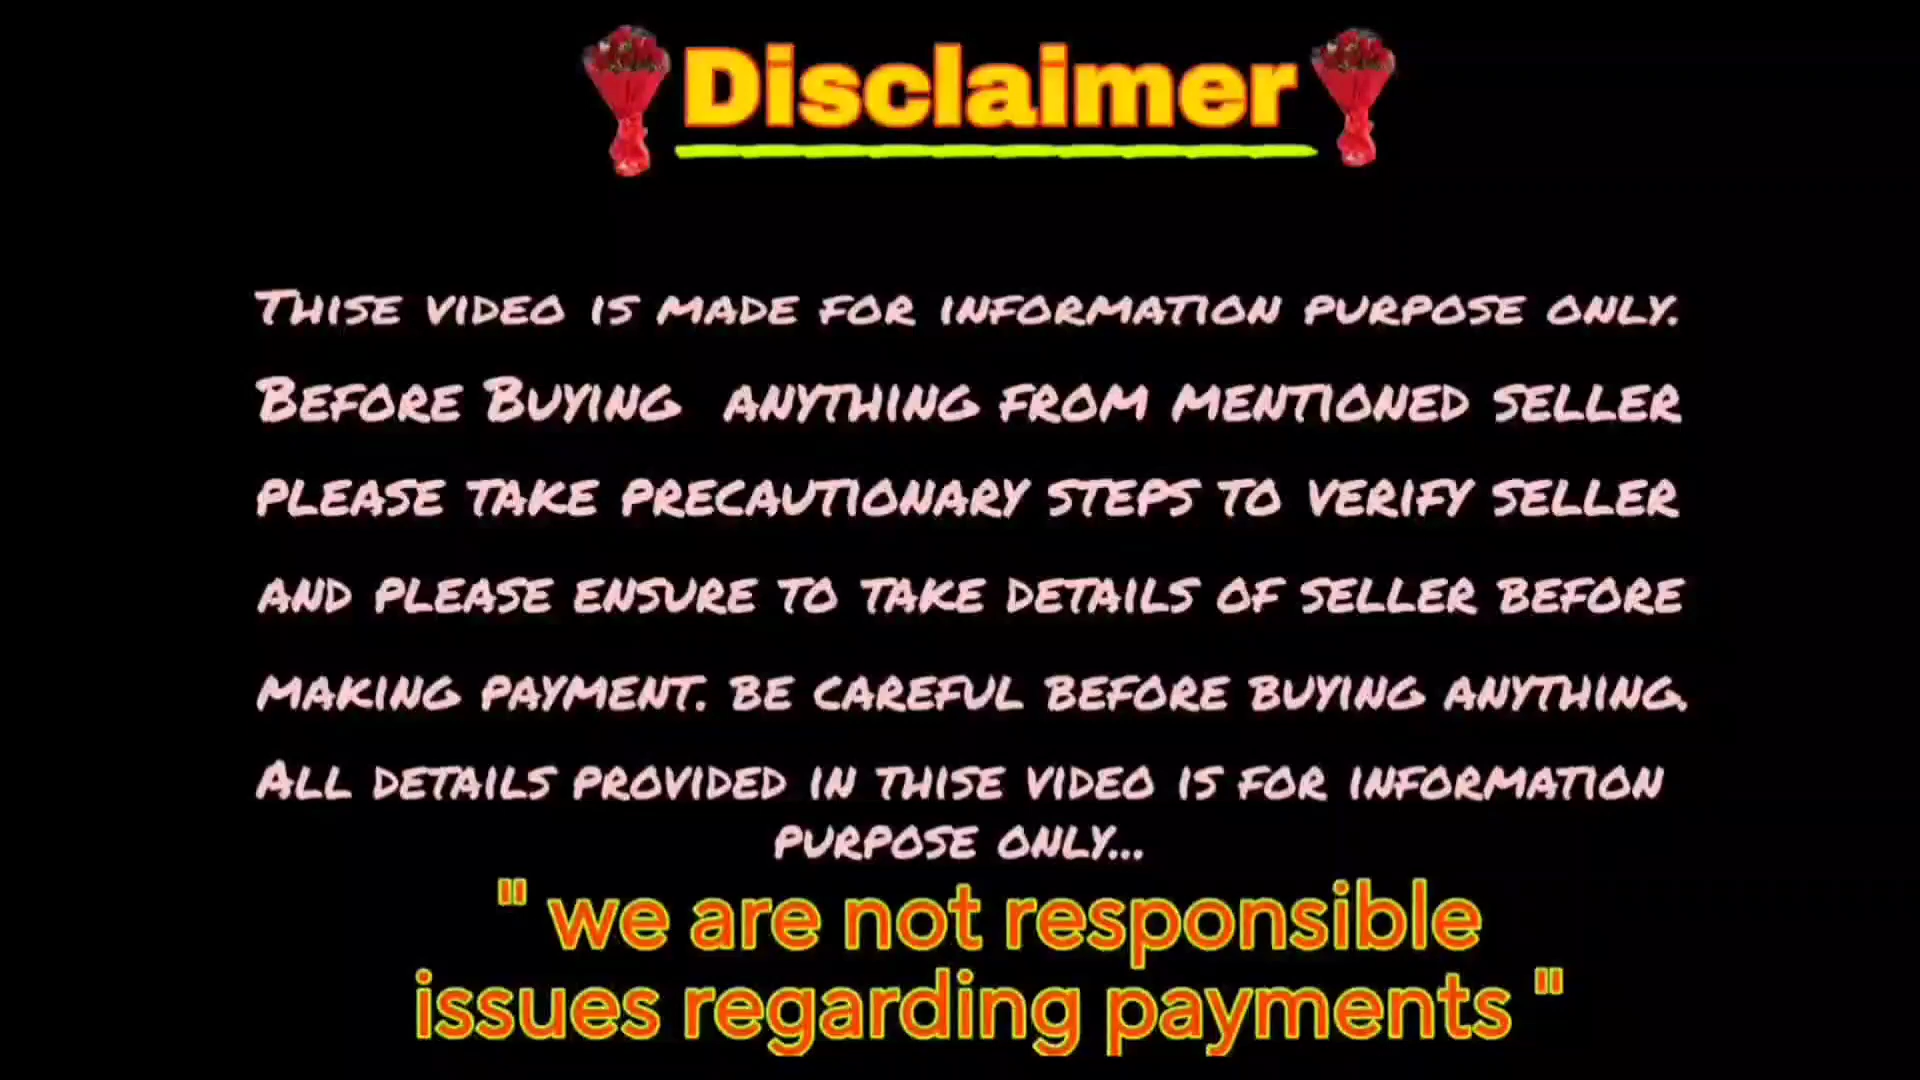 Disclaimer
Thise video is made for information purpose only.
Before Buying anything from mentioned seller
please take precautionary steps to verify seller
and please ensure to take details of seller before
making payment. be careful before buying anything.
All details provided in thise video is for information
purpose only...
" we are not responsible
issues regarding payments "